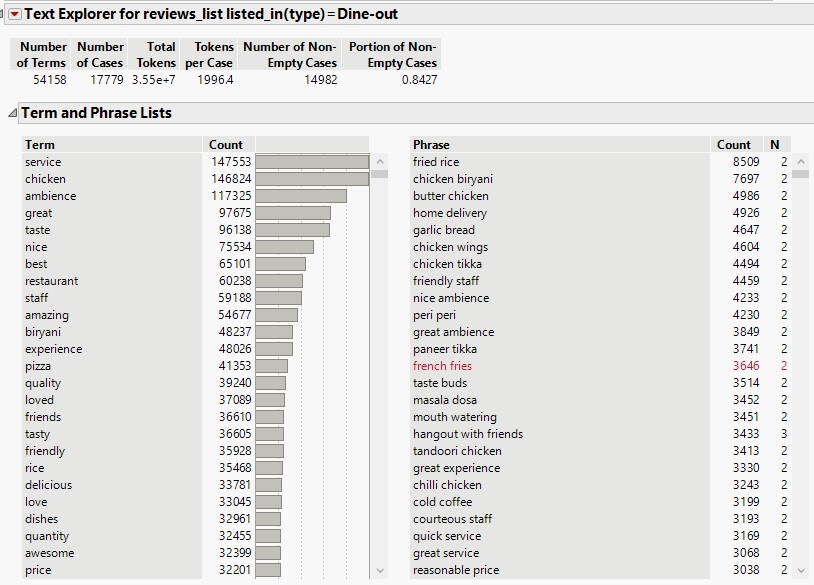 Text Explorer for reviews_list listed_in(type)=Dine-out
Number of Terms Number of Cases Total Tokens Tokens per Case Number of Non-Empty Cases Portion of Non-Empty Cases
54158 17779 3.55e+7 1996.4 14982 0.8427
Term and Phrase Lists
Term Count
service 147553
chicken 146824
ambience 117325
great 97675
taste 96138
nice 75534
best 65101
restaurant 60238
staff 59188
amazing 54677
biryani 48237
experience 48026
pizza 41353
quality 39240
loved 37089
friends 36610
tasty 36605
friendly 35928
rice 35468
delicious 33781
love 33045
dishes 32961
quantity 32455
awesome 32399
price 32201
Phrase Count N
fried rice 8509 2
chicken biryani 7697 2
butter chicken 4986 2
home delivery 4926 2
garlic bread 4647 2
chicken wings 4604 2
chicken tikka 4494 2
friendly staff 4459 2
nice ambience 4233 2
peri peri 4230 2
great ambience 3849 2
paneer tikka 3741 2
french fries 3646 2
taste buds 3514 2
masala dosa 3452 2
mouth watering 3451 2
hangout with friends 3433 3
tandoori chicken 3413 2
great experience 3330 2
chilli chicken 3243 2
cold coffee 3199 2
courteous staff 3193 2
quick service 3169 2
great service 3068 2
reasonable price 3038 2